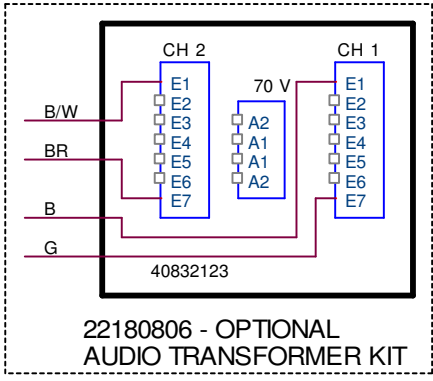 CH 2
CH 1
70 V
E1
E2
E3
E4
E5
E6
E7
A2
A1
A1
A2
E1
E2
E3
E4
E5
E6
E7
B/W
BR
B
G
40832123
22180806 - OPTIONAL
AUDIO TRANSFORMER KIT